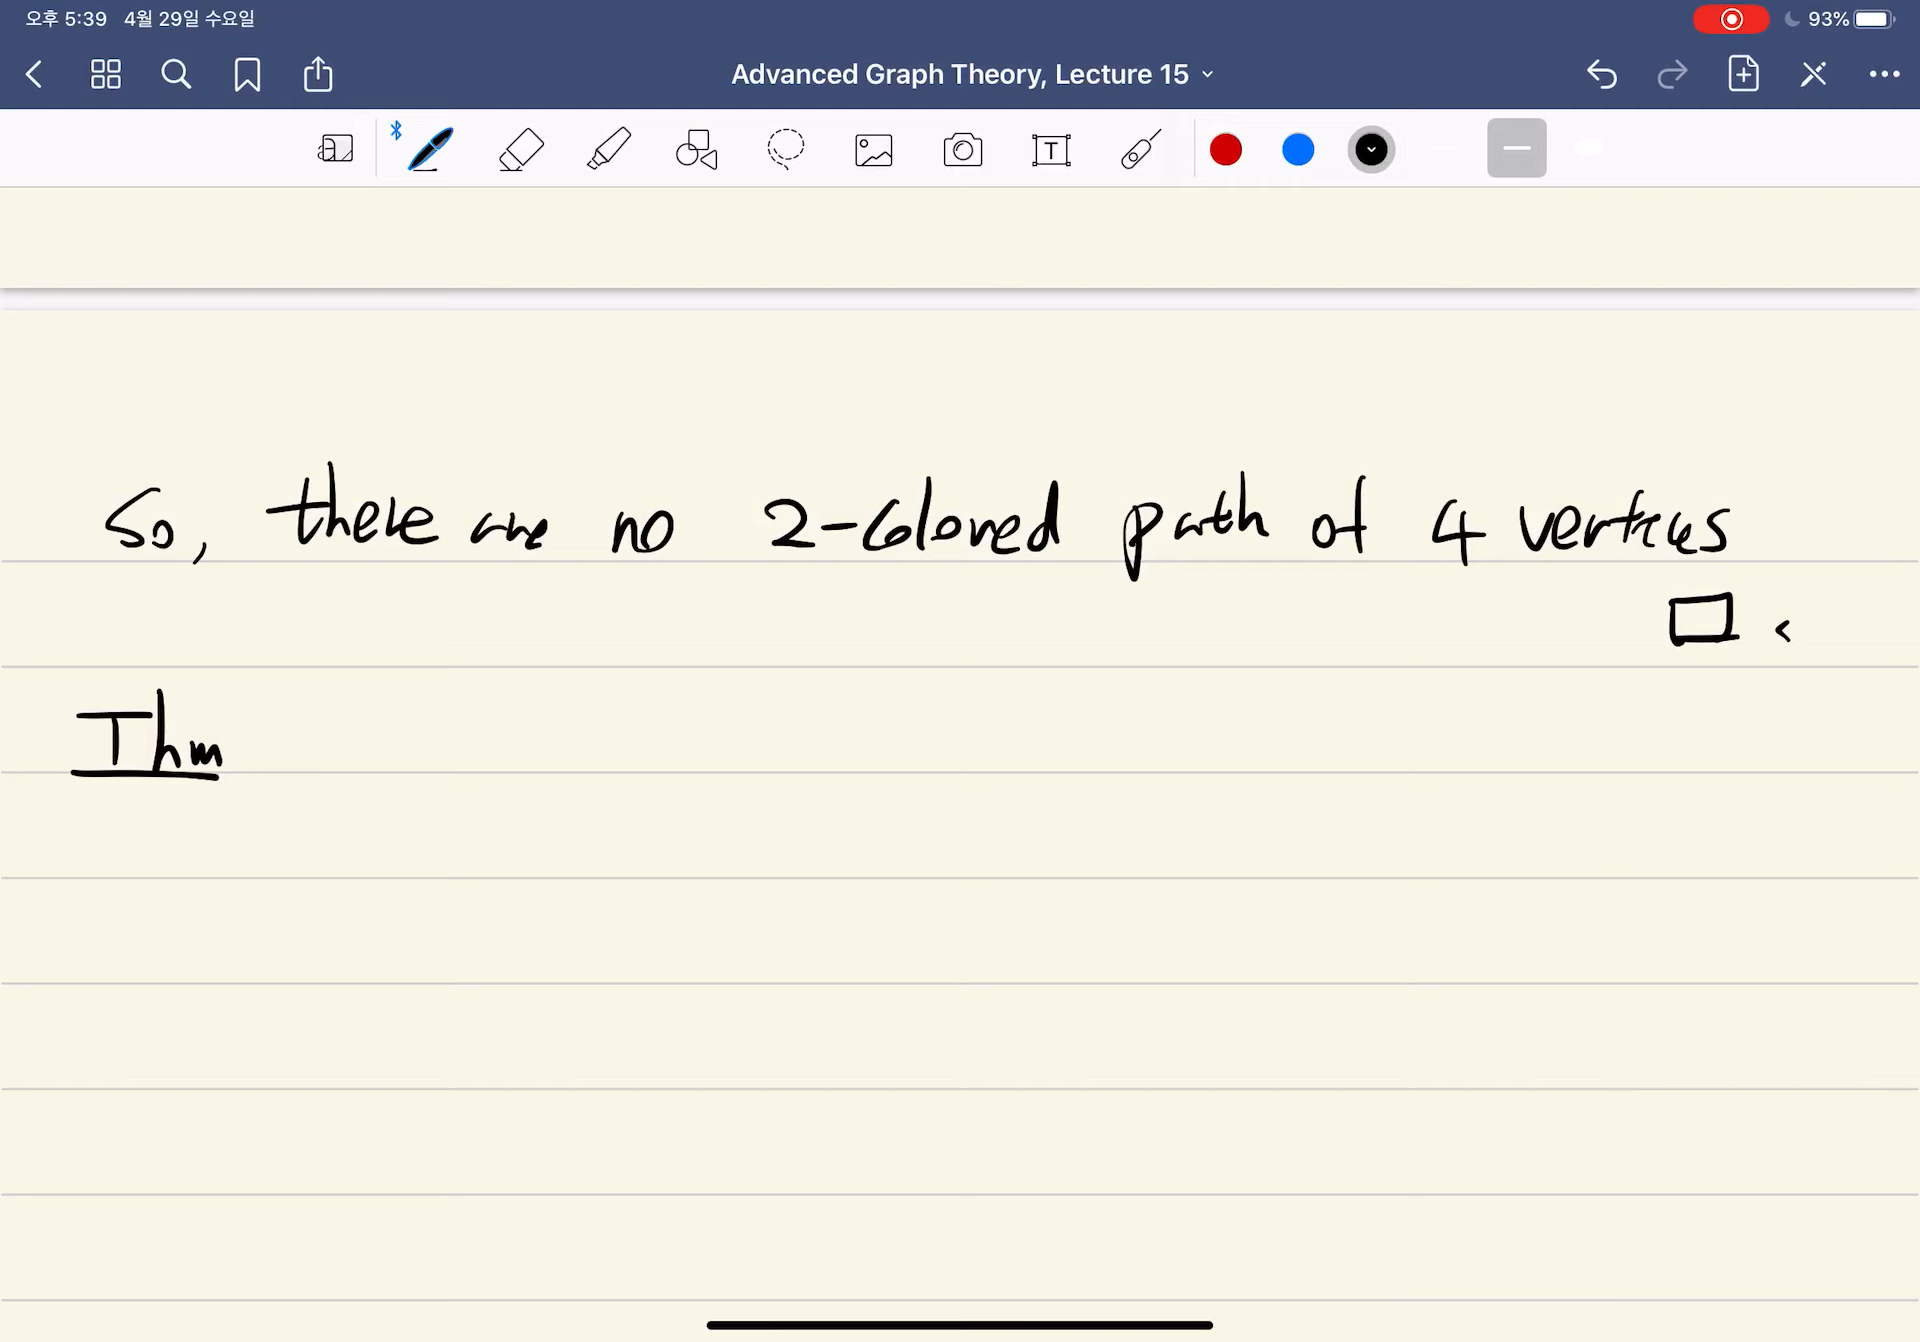 오후 5:39 4월 29일 수요일
93%
Advanced Graph Theory, Lecture 15
So, there are no 2-colored path of 4 vertices
Thm